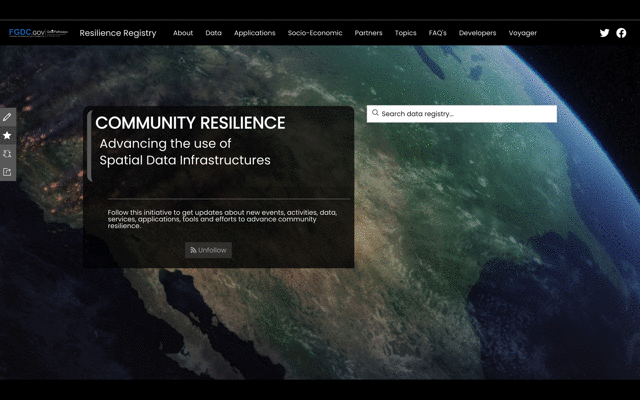 FGDC.gov
Resilience Registry
About Data Applications Socio-Economic Partners Topics FAQ's Developers Voyager
Search data registry...
COMMUNITY RESILIENCE
Advancing the use of
Spatial Data Infrastructures
Follow this initiative to get updates about new events, activities, data,
services, applications, tools and efforts to advance community
resilience.
Unfollow